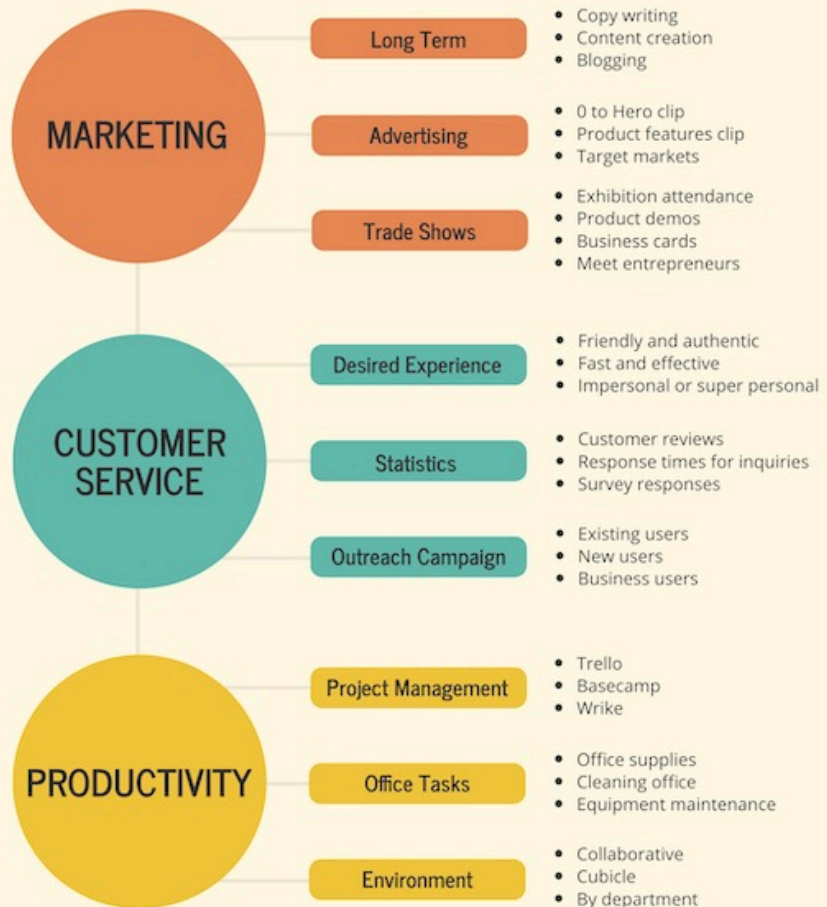 MARKETING
Long Term
• Copy writing
• Content creation
• Blogging
Advertising
• 0 to Hero clip
• Product features clip
• Target markets
Trade Shows
• Exhibition attendance
• Product demos
• Business cards
• Meet entrepreneurs
CUSTOMER
SERVICE
Desired Experience
• Friendly and authentic
• Fast and effective
• Impersonal or super personal
Statistics
• Customer reviews
• Response times for inquiries
• Survey responses
Outreach Campaign
• Existing users
• New users
• Business users
PRODUCTIVITY
Project Management
• Trello
• Basecamp
• Wrike
Office Tasks
• Office supplies
• Cleaning office
• Equipment maintenance
Environment
• Collaborative
• Cubicle
• By department